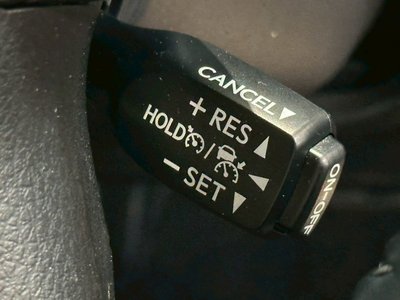 CANCEL▼
+ RES ▲
HOLD /
− SET ▼
ON-OFF